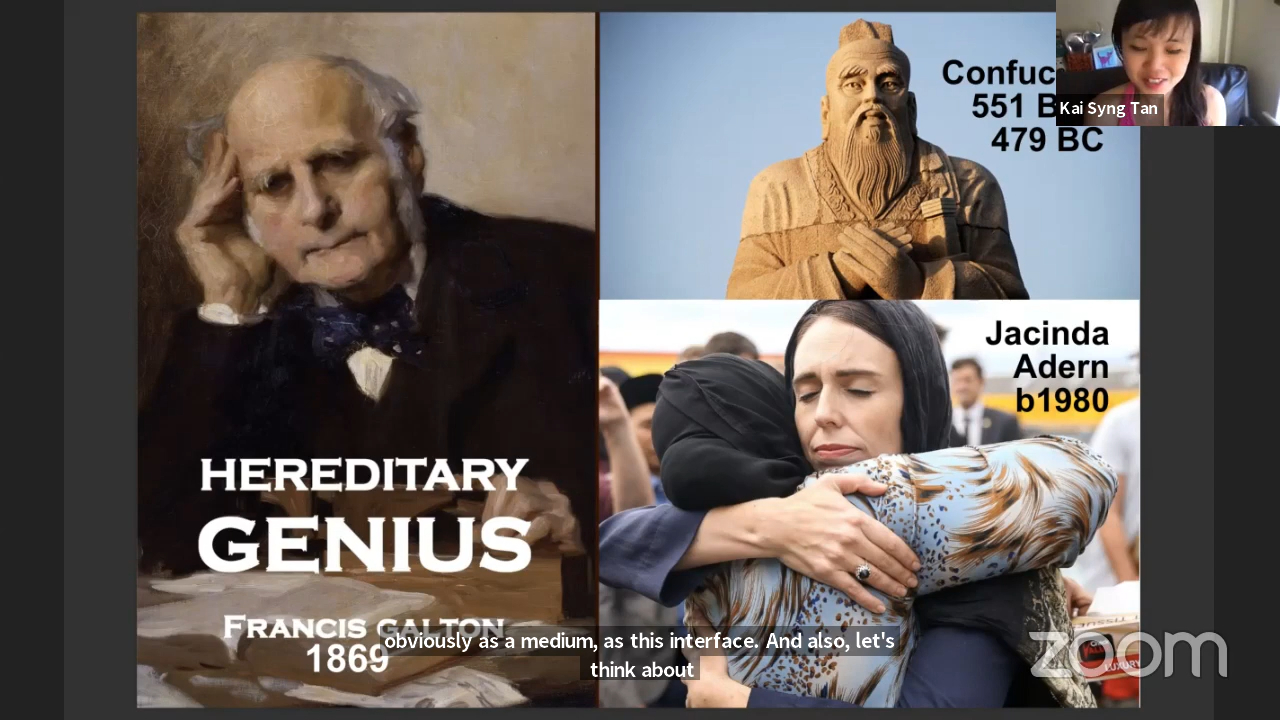 HEREDITARY
GENIUS
FRANCIS GALTON
1869
551 B
479 BC
Kai Syng Tan
Jacinda
Adern
b1980
obviously as a medium, as this interface. And also, let's
think about
zoom
LUXURY